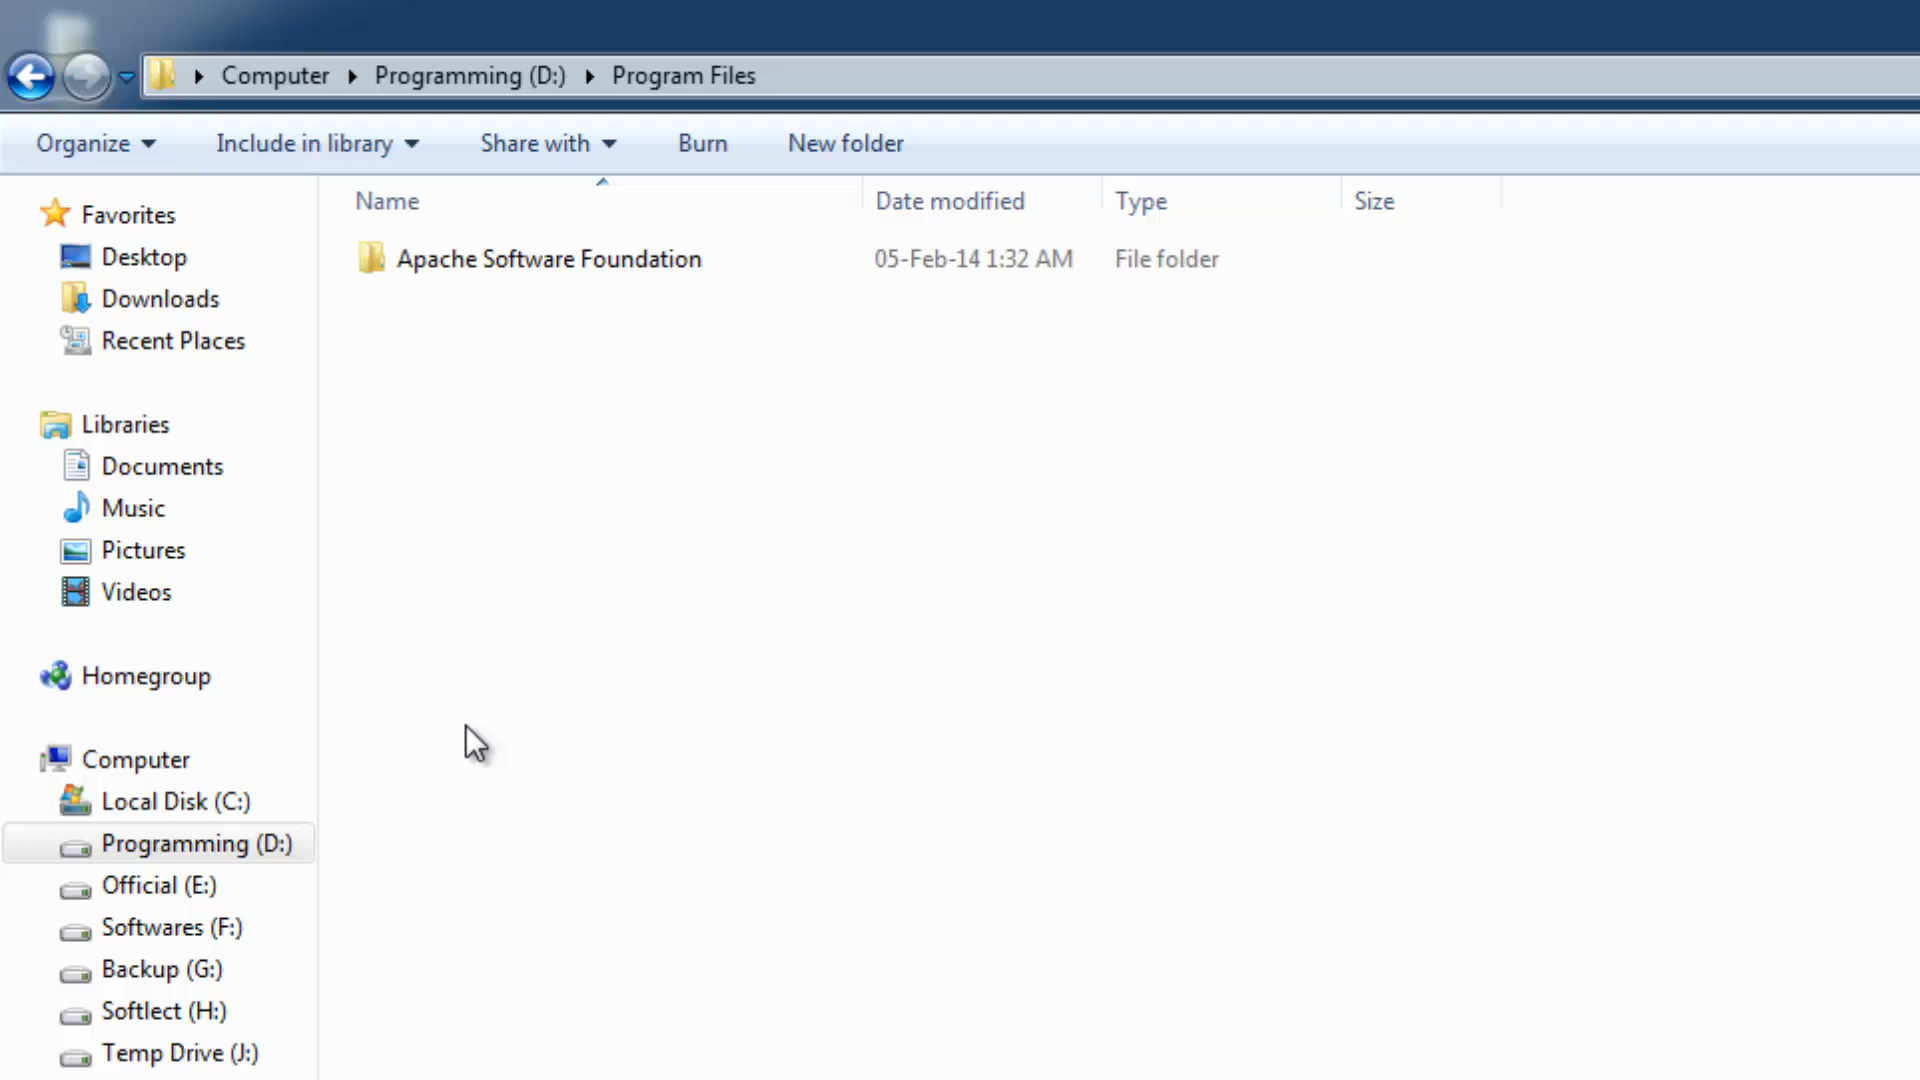 Computer Programming (D:) Program Files
Organize Include in library Share with Burn New folder
Name Date modified Type Size
Apache Software Foundation 05-Feb-14 1:32 AM File folder
Favorites
Desktop
Downloads
Recent Places
Libraries
Documents
Music
Pictures
Videos
Homegroup
Computer
Local Disk (C:)
Programming (D:)
Official (E:)
Softwares (F:)
Backup (G:)
Softlect (H:)
Temp Drive (J:)